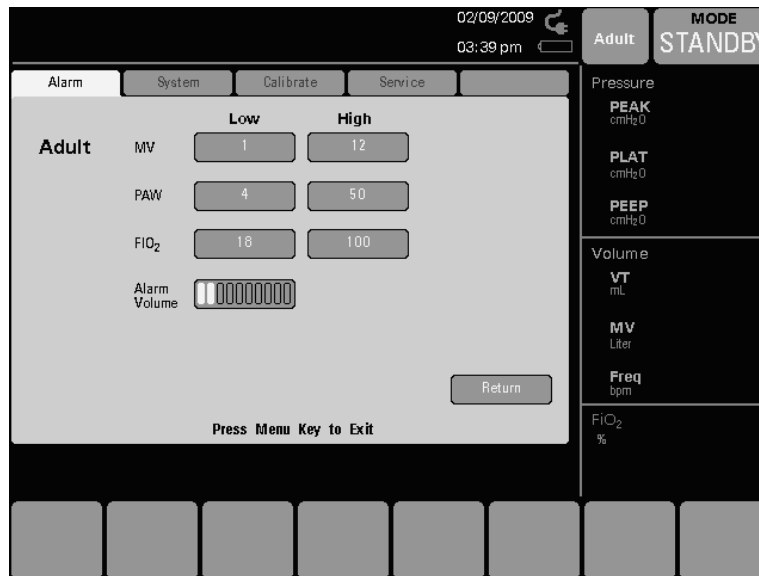 02/09/2009
03:39 pm
Adult
MODE
STANDBY
Alarm System Calibrate Service
Low High
Adult
MV 1 12
PAW 4 50
FIO2 18 100
Alarm
Volume
Return
Press Menu Key to Exit
Pressure
PEAK
cmH2O
PLAT
cmH2O
PEEP
cmH2O
Volume
VT
mL
MV
Liter
Freq
bpm
FiO2
%